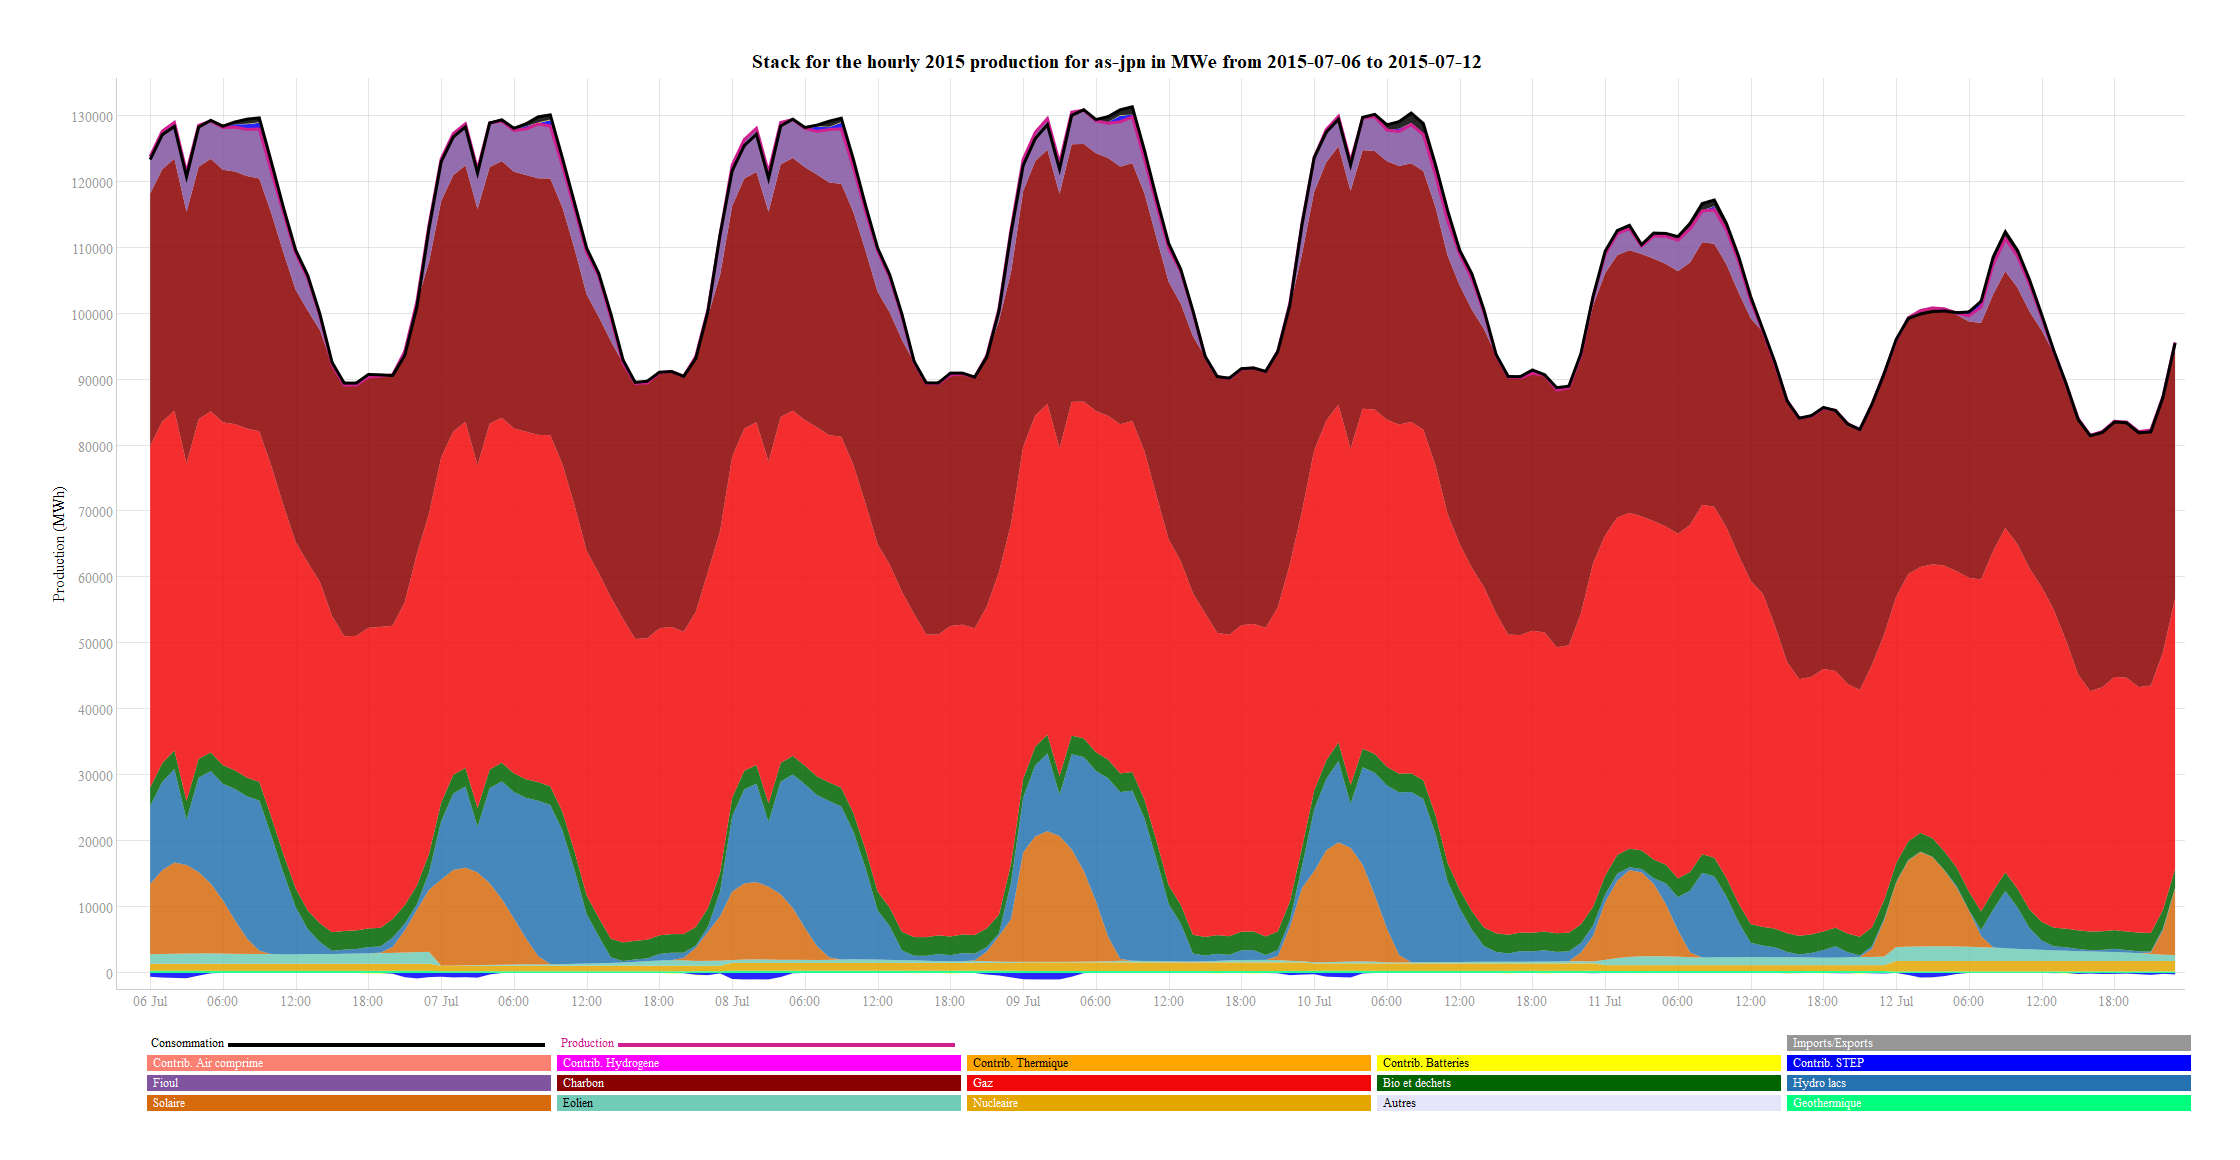 Stack for the hourly 2015 production for as-jpn in MWe from 2015-07-06 to 2015-07-12
130000
120000
110000
100000
90000
80000
70000
60000
50000
40000
30000
20000
10000
0
Production (MWh)
06 Jul 06:00 12:00 18:00 07 Jul 06:00 12:00 18:00 08 Jul 06:00 12:00 18:00 09 Jul 06:00 12:00 18:00 10 Jul 06:00 12:00 18:00 11 Jul 06:00 12:00 18:00 12 Jul 06:00 12:00 18:00
Consommation Production Imports/Exports
Contrib. Air comprime Contrib. Hydrogene Contrib. Thermique Contrib. Batteries Contrib. STEP
Fioul Charbon Gaz Bio et dechets Hydro lacs
Solaire Eolien Nucleaire Autres Geothermique